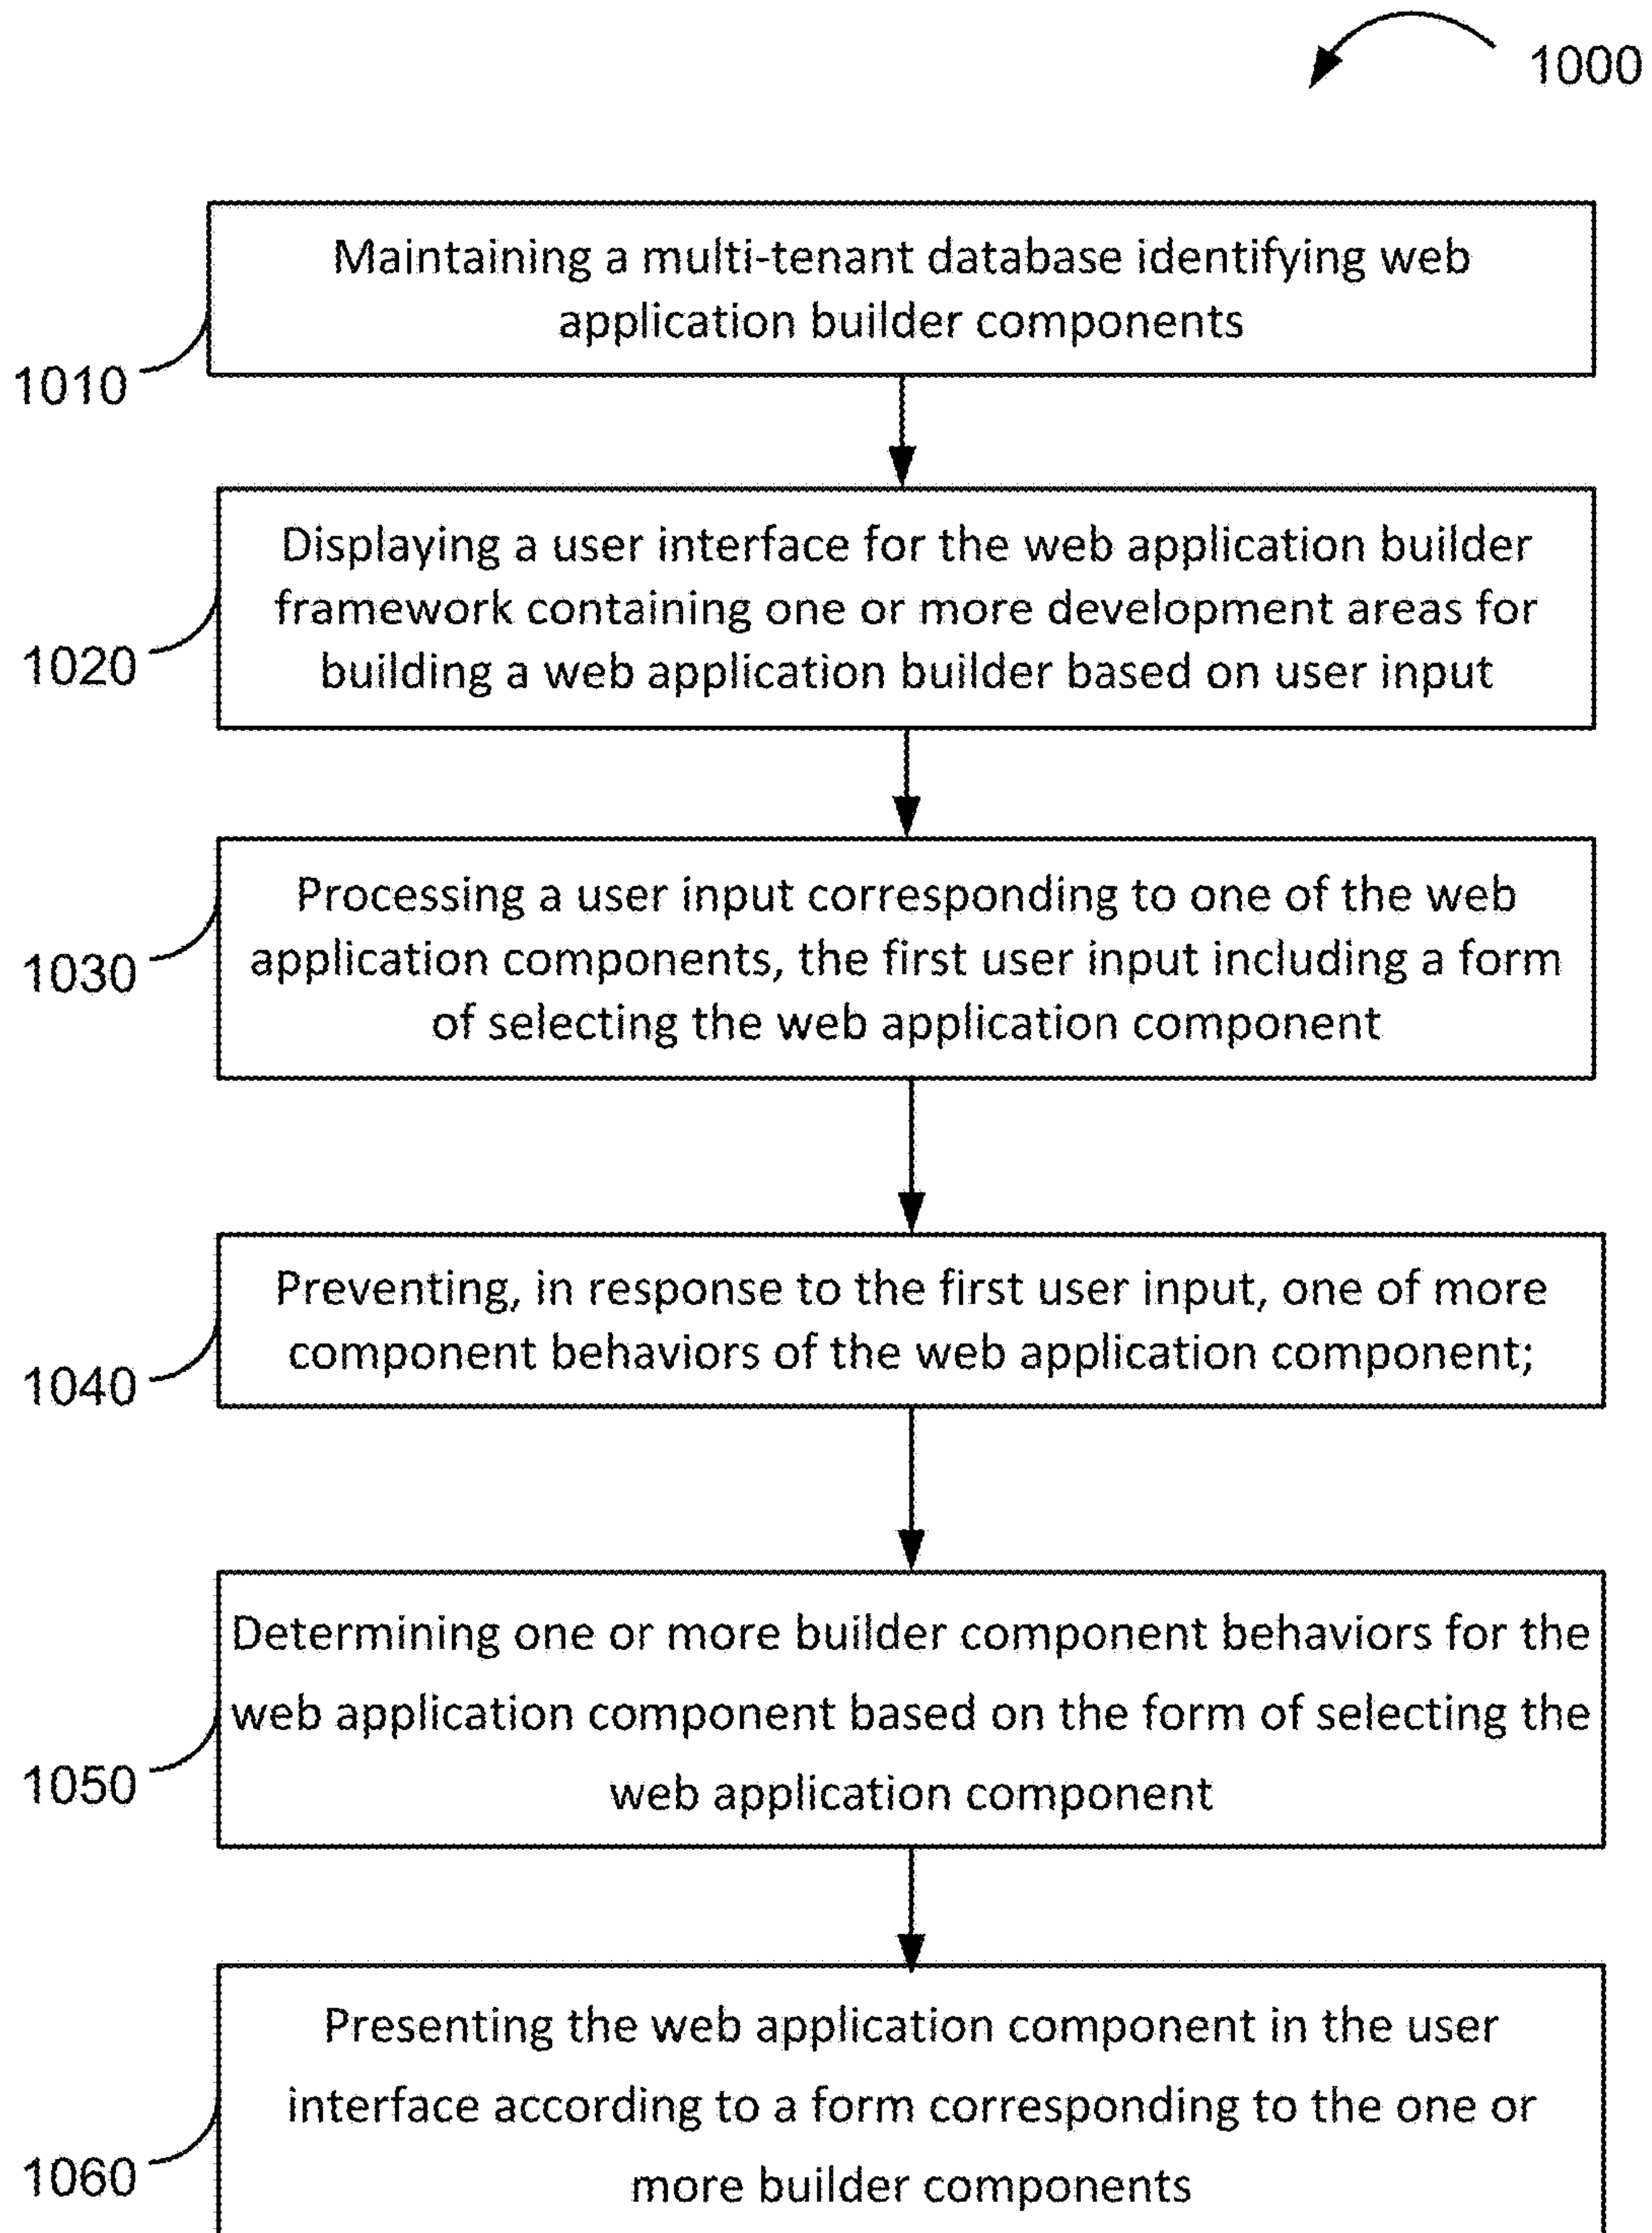 1000
Maintaining a multi-tenant database identifying web
application builder components
1010
Displaying a user interface for the web application builder
framework containing one or more development areas for
building a web application builder based on user input
1020
Processing a user input corresponding to one of the web
application components, the first user input including a form
of selecting the web application component
1030
Preventing, in response to the first user input, one of more
component behaviors of the web application component;
1040
Determining one or more builder component behaviors for the
web application component based on the form of selecting the
web application component
1050
Presenting the web application component in the user
interface according to a form corresponding to the one or
more builder components
1060